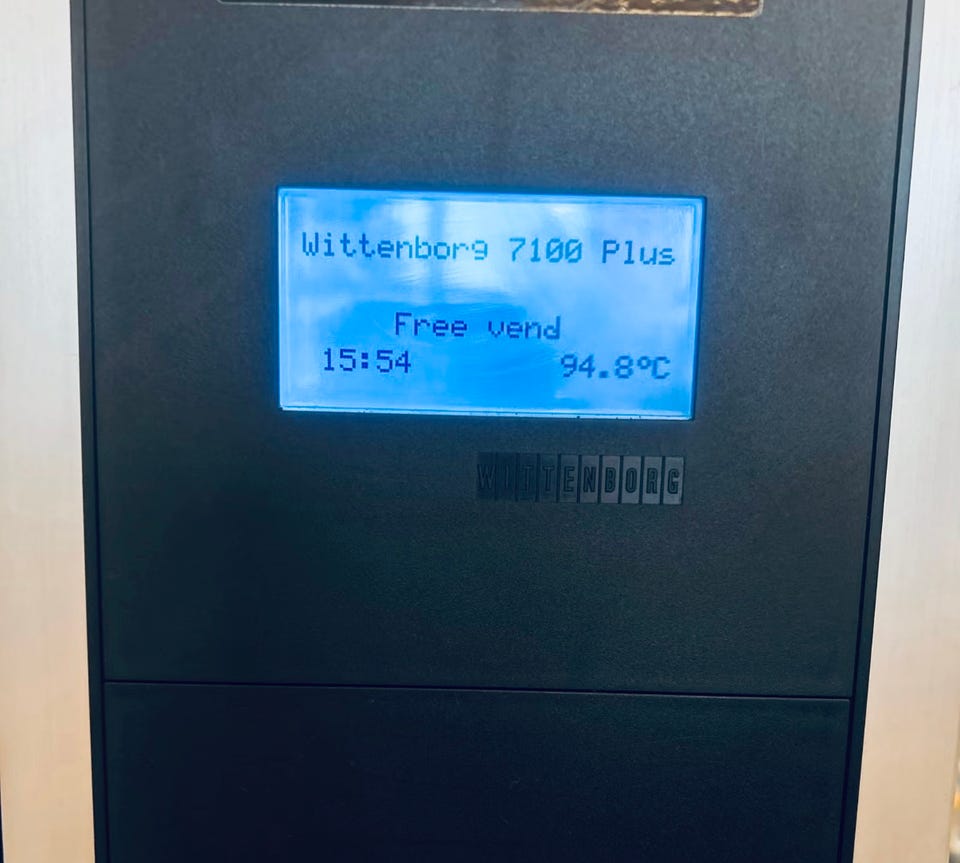 Wittenborg 7100 Plus
Free vend
15:54 94.8°C
WITTENBORG